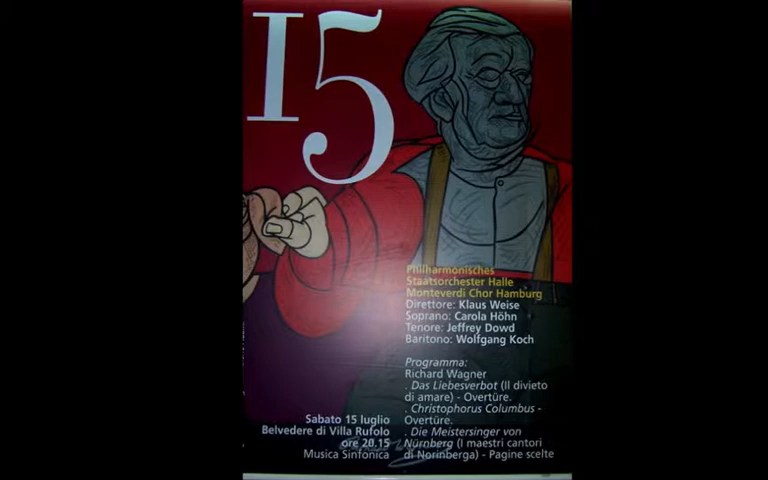 15
Philharmonisches
Staatsorchester Halle
Monteverdi Chor Hamburg
Direttore: Klaus Weise
Soprano: Carola Höhn
Tenore: Jeffrey Dowd
Baritono: Wolfgang Koch
Programma:
Richard Wagner
. Das Liebesverbot (Il divieto
di amare) - Overtüre.
. Christophorus Columbus -
Overtüre.
. Die Meistersinger von
Nürnberg (I maestri cantori
di Norinberga) - Pagine scelte
Sabato 15 luglio
Belvedere di Villa Rufolo
ore 20.15
Musica Sinfonica